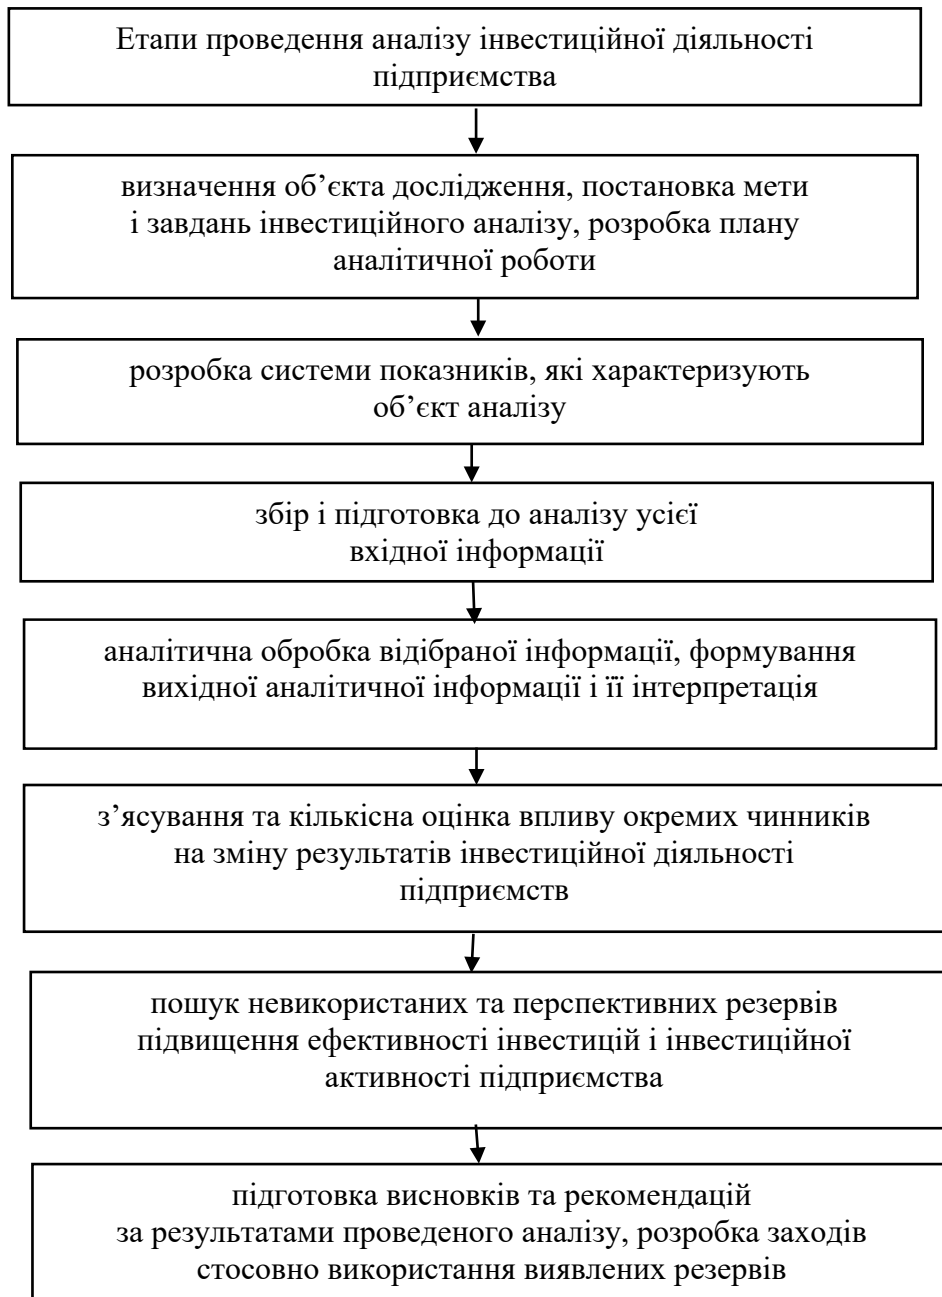 Етапи проведення аналізу інвестиційної діяльності
підприємства
визначення об’єкта дослідження, постановка мети
і завдань інвестиційного аналізу, розробка плану
аналітичної роботи
розробка системи показників, які характеризують
об’єкт аналізу
збір і підготовка до аналізу усієї
вхідної інформації
аналітична обробка відібраної інформації, формування
вихідної аналітичної інформації і її інтерпретація
з’ясування та кількісна оцінка впливу окремих чинників
на зміну результатів інвестиційної діяльності
підприємств
пошук невикористаних та перспективних резервів
підвищення ефективності інвестицій і інвестиційної
активності підприємства
підготовка висновків та рекомендацій
за результатами проведеного аналізу, розробка заходів
стосовно використання виявлених резервів